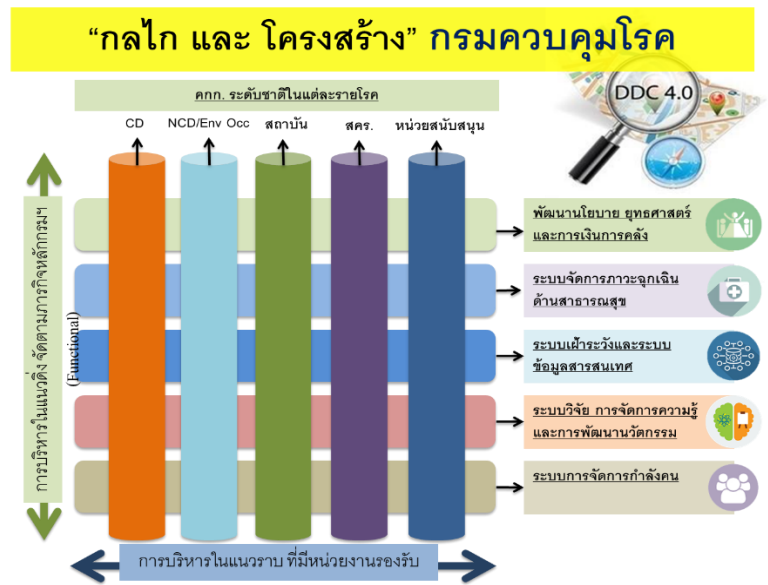 “กลไก และ โครงสร้าง” กรมควบคุมโรค
DDC 4.0
คกก. ระดับชาติในแต่ละรายโรค
CD
NCD/Env Occ
สถาบัน
สคร.
หน่วยสนับสนุน
การบริหารในแนวดิ่ง จัดตามภารกิจหลักกรมฯ
(Functional)
พัฒนานโยบาย ยุทธศาสตร์
และการเงินการคลัง
ระบบจัดการภาวะฉุกเฉิน
ด้านสาธารณสุข
ระบบเฝ้าระวังและระบบ
ข้อมูลสารสนเทศ
ระบบวิจัย การจัดการความรู้
และการพัฒนานวัตกรรม
ระบบการจัดการกำลังคน
การบริหารในแนวราบ ที่มีหน่วยงานรองรับ